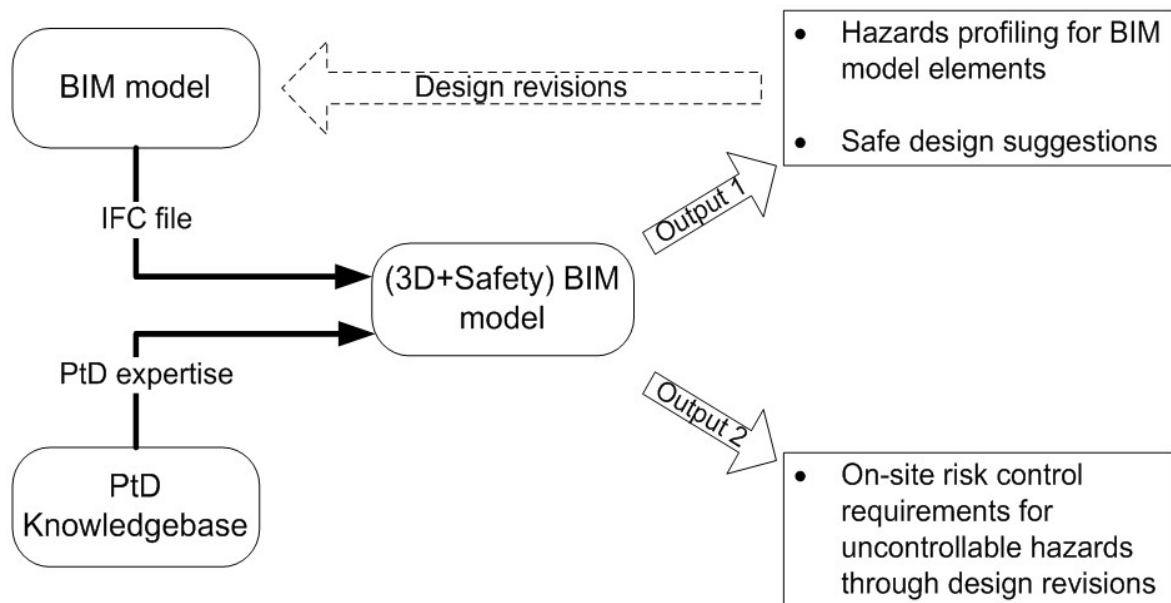 BIM model
Design revisions
• Hazards profiling for BIM
model elements
• Safe design suggestions
IFC file
Output 1
(3D+Safety) BIM
model
PtD expertise
Output 2
PtD
Knowledgebase
• On-site risk control
requirements for
uncontrollable hazards
through design revisions